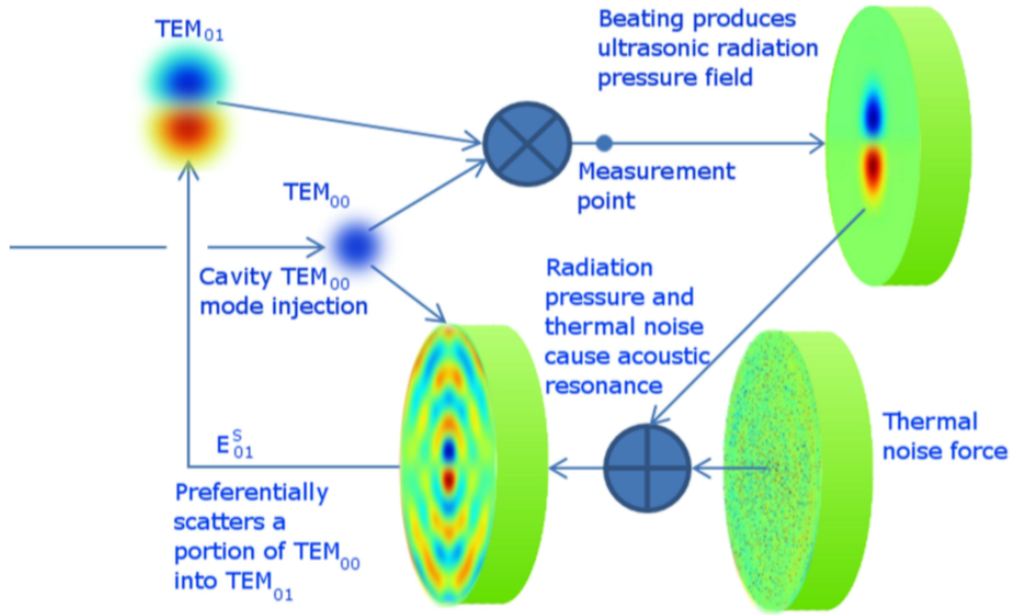 TEM₀₁
Beating produces
ultrasonic radiation
pressure field
Measurement
point
TEM₀₀
Cavity TEM₀₀
mode injection
Radiation
pressure and
thermal noise
cause acoustic
resonance
Thermal
noise force
E₀₁ˢ
Preferentially
scatters a
portion of TEM₀₀
into TEM₀₁